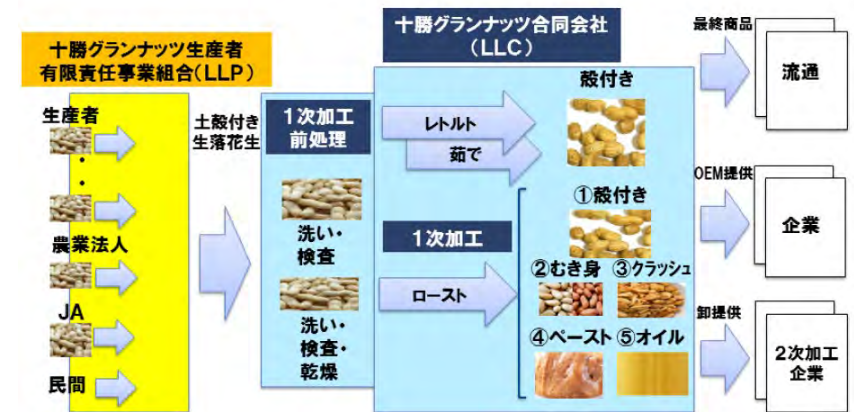 十勝グランナッツ生産者
有限責任事業組合(LLP)
生産者
・
・
農業法人
JA
民間
土殻付き
生落花生
十勝グランナッツ合同会社
(LLC)
1次加工
前処理
洗い・
検査
洗い・
検査・
乾燥
レトルト
茹で
殻付き
1次加工
ロースト
①殻付き
②むき身 ③クラッシュ
④ペースト ⑤オイル
最終商品
流通
OEM提供
企業
卸提供
2次加工
企業